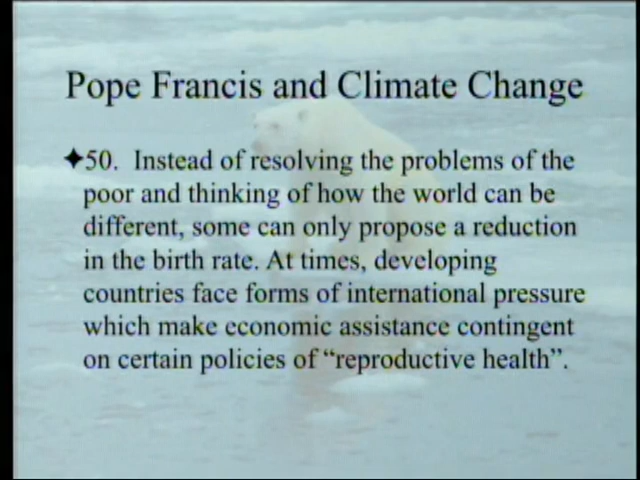 Pope Francis and Climate Change
✦50. Instead of resolving the problems of the
poor and thinking of how the world can be
different, some can only propose a reduction
in the birth rate. At times, developing
countries face forms of international pressure
which make economic assistance contingent
on certain policies of “reproductive health”.